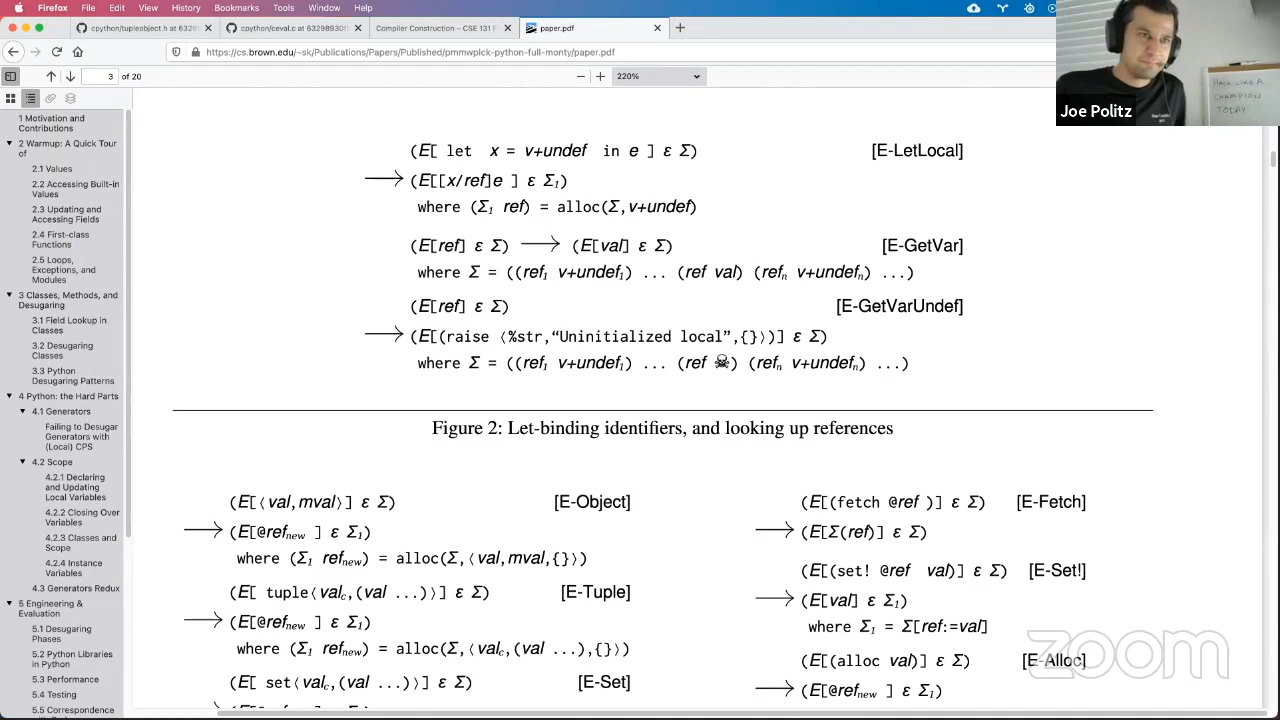 Firefox File Edit View History Bookmarks Tools Window Help
cpython/tupleobject.h at 6329893
cpython/ceval.c at 63298930f
Compiler Construction – CSE 131 F
paper.pdf
https://cs.brown.edu/~sk/Publications/Papers/Published/pmmwplck-python-full-monty/paper.pdf
3 of 20
220%
Joe Politz
HACK LIKE A
CHAMPION
TODAY
1 Motivation and
Contributions
2 Warmup: A Quick Tour
of
2.1 Values
2.2 Accessing Built-in
Values
2.3 Updating and
Accessing Fields
2.4 First-class
Functions
2.5 Loops,
Exceptions, and
Modules
3 Classes, Methods, and
Desugaring
3.1 Field Lookup in
Classes
3.2 Desugaring
Classes
3.3 Python
Desugaring Patterns
4 Python: the Hard Parts
4.1 Generators
Failing to Desugar
Generators with
(Local) CPS
4.2 Scope
4.2.1 Declaring
and Updating
Local Variables
4.2.2 Closing Over
Variables
4.2.3 Classes and
Scope
4.2.4 Instance
Variables
4.3 Generators Redux
5 Engineering &
Evaluation
5.1 Desugaring
Phases
5.2 Python Libraries
in Python
5.3 Performance
5.4 Testing
5.5 Correspondence
(E[ let x = v+undef in e ] ε Σ) [E-LetLocal]
⟶ (E[[x/ref]e ] ε Σ₁)
where (Σ₁ ref) = alloc(Σ,v+undef)
(E[ref] ε Σ) ⟶ (E[val] ε Σ) [E-GetVar]
where Σ = ((ref₁ v+undef₁) ... (ref val) (refₙ v+undefₙ) ...)
(E[ref] ε Σ) [E-GetVarUndef]
⟶ (E[(raise ⟨%str,“Uninitialized local”,{}⟩)] ε Σ)
where Σ = ((ref₁ v+undef₁) ... (ref ☠) (refₙ v+undefₙ) ...)
Figure 2: Let-binding identifiers, and looking up references
(E[⟨val,mval⟩] ε Σ) [E-Object]
⟶ (E[@refnew ] ε Σ₁)
where (Σ₁ refnew) = alloc(Σ,⟨val,mval,{}⟩)
(E[ tuple⟨valc,(val ...)⟩] ε Σ) [E-Tuple]
⟶ (E[@refnew ] ε Σ₁)
where (Σ₁ refnew) = alloc(Σ,⟨valc,(val ...),{}⟩)
(E[ set⟨valc,(val ...)⟩] ε Σ) [E-Set]
(E[(fetch @ref )] ε Σ) [E-Fetch]
⟶ (E[Σ(ref)] ε Σ)
(E[(set! @ref val)] ε Σ) [E-Set!]
⟶ (E[val] ε Σ₁)
where Σ₁ = Σ[ref:=val]
(E[(alloc val)] ε Σ) [E-Alloc]
⟶ (E[@refnew ] ε Σ₁)
zoom